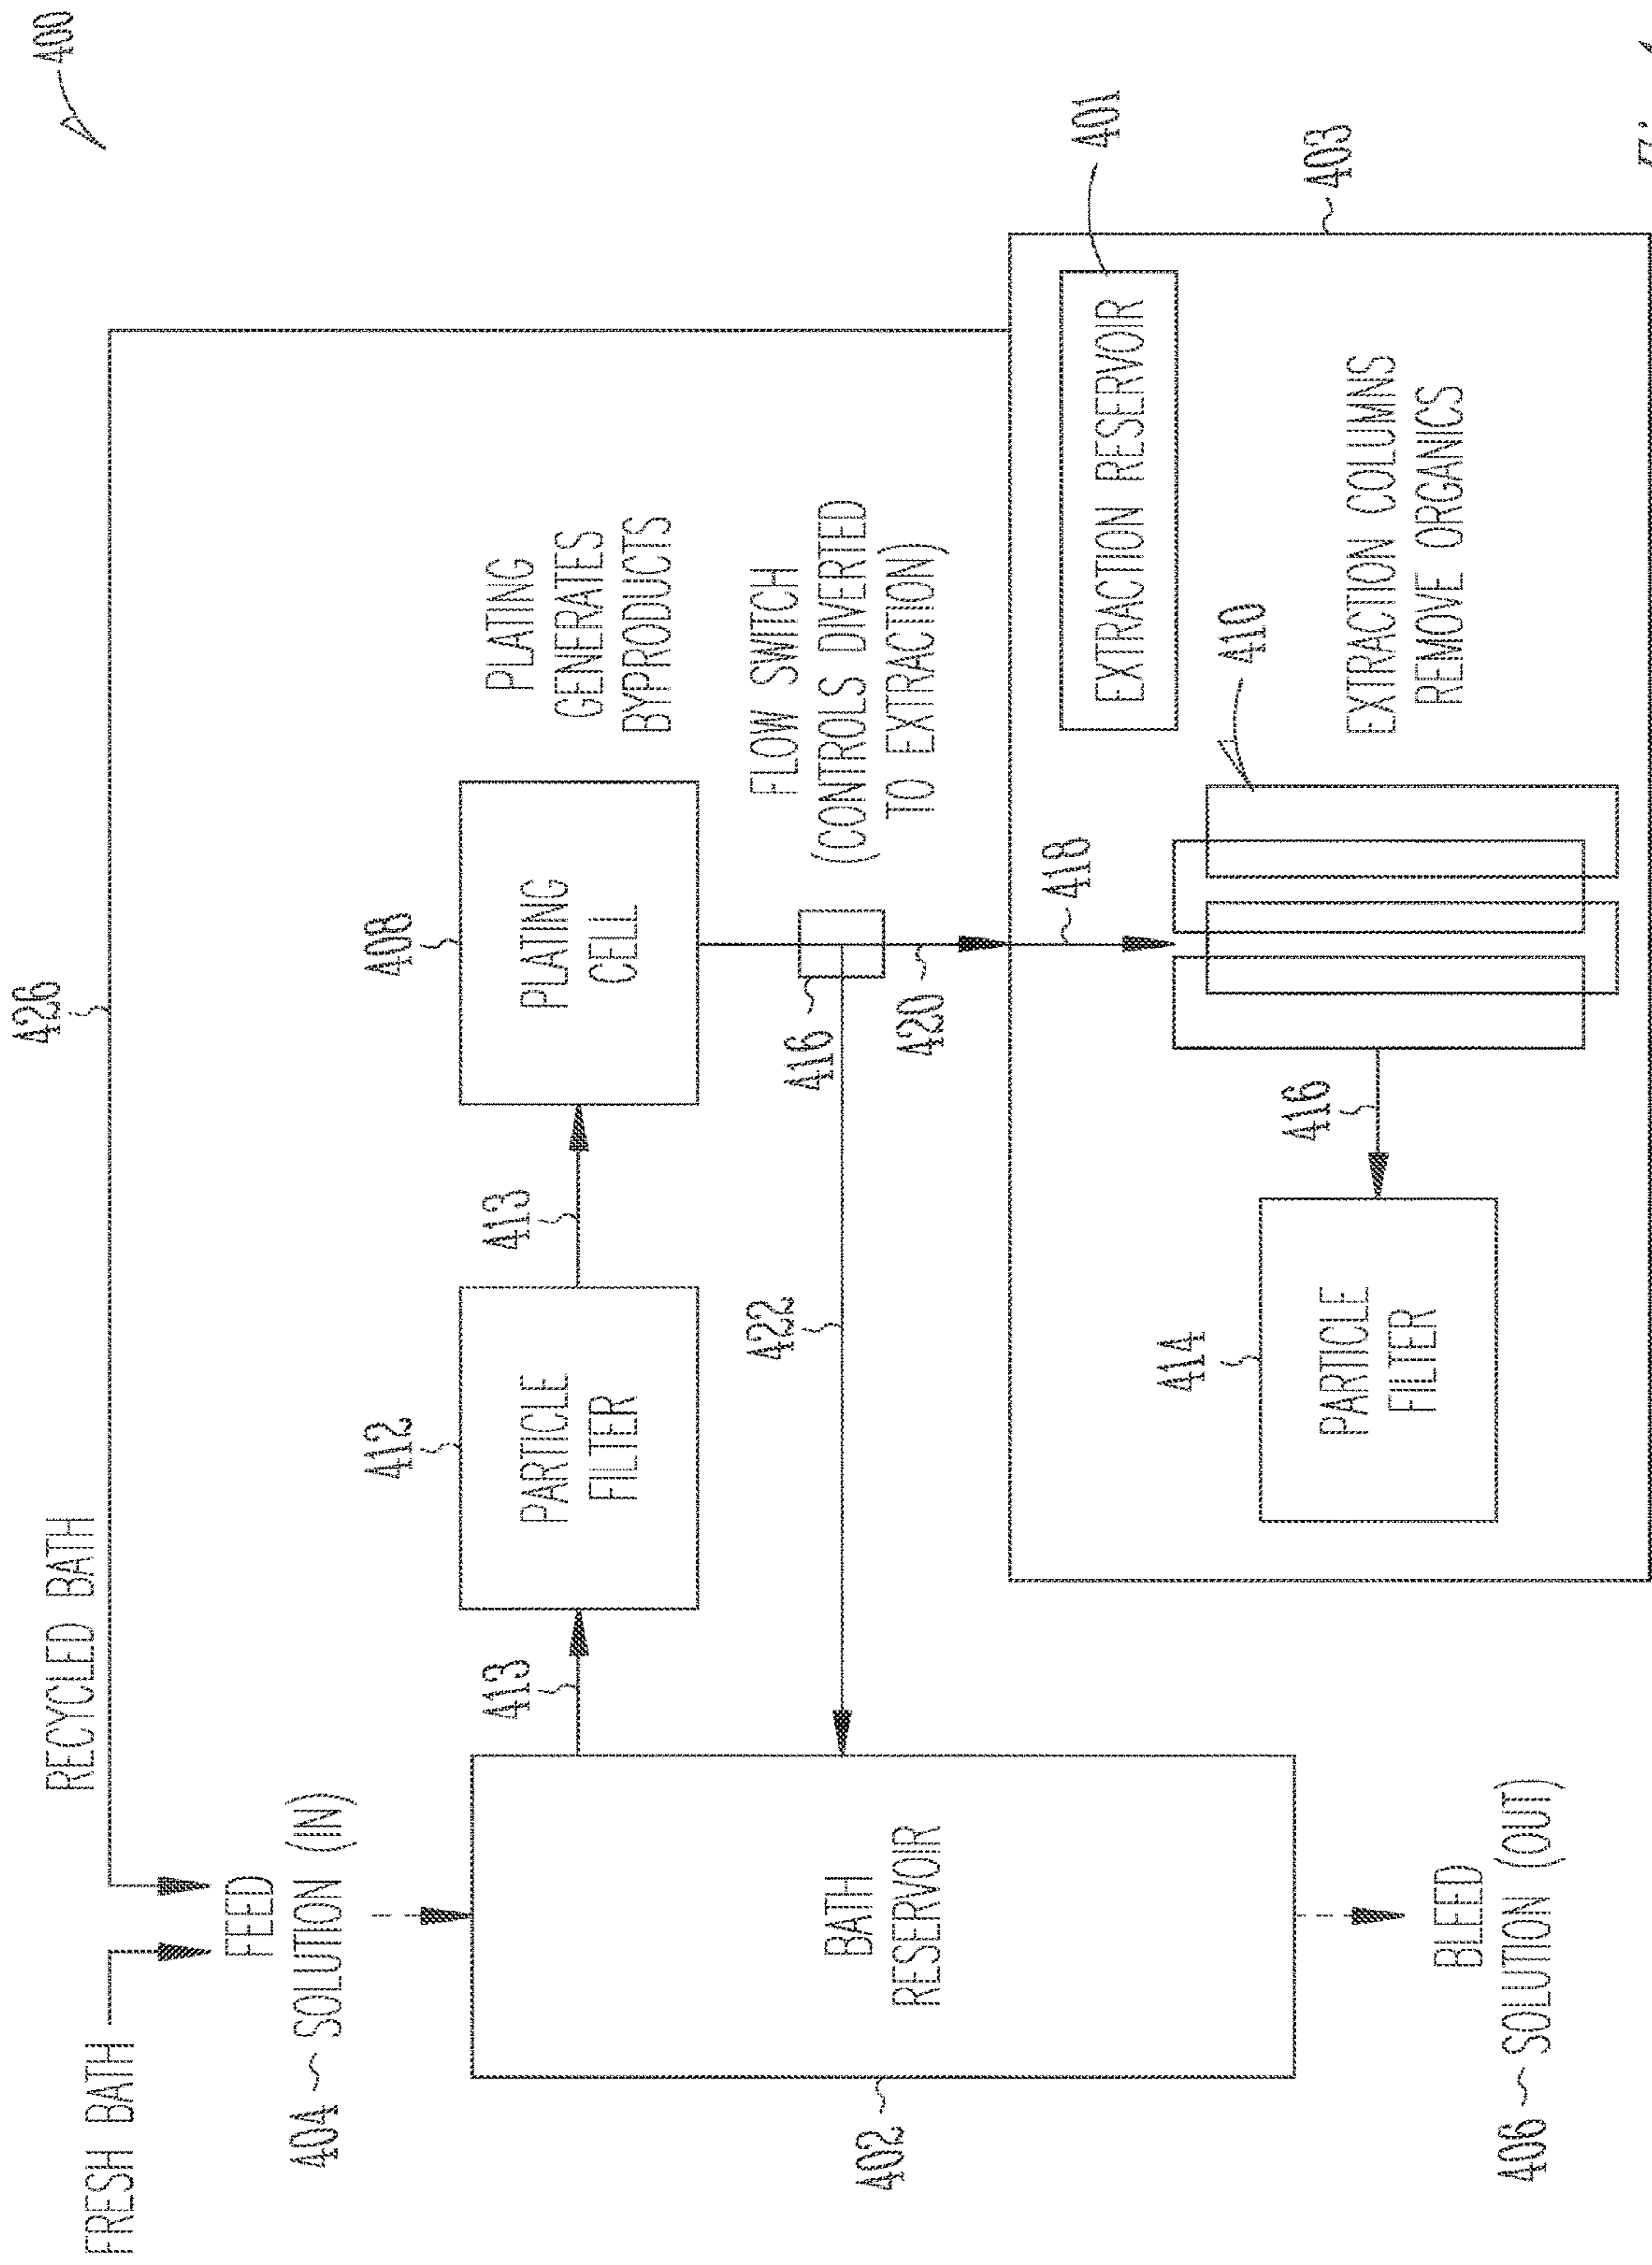 400
426
RECYCLED BATH
FRESH BATH
FEED
404
SOLUTION (IN)
413
412
PARTICLE
FILTER
413
408
PLATING
CELL
PLATING
GENERATES
BYPRODUCTS
FLOW SWITCH
(CONTROLS DIVERTED
TO EXTRACTION)
416
420
422
402
BATH
RESERVOIR
BLEED
406
SOLUTION (OUT)
401
403
EXTRACTION RESERVOIR
418
410
EXTRACTION COLUMNS
REMOVE ORGANICS
416
414
PARTICLE
FILTER